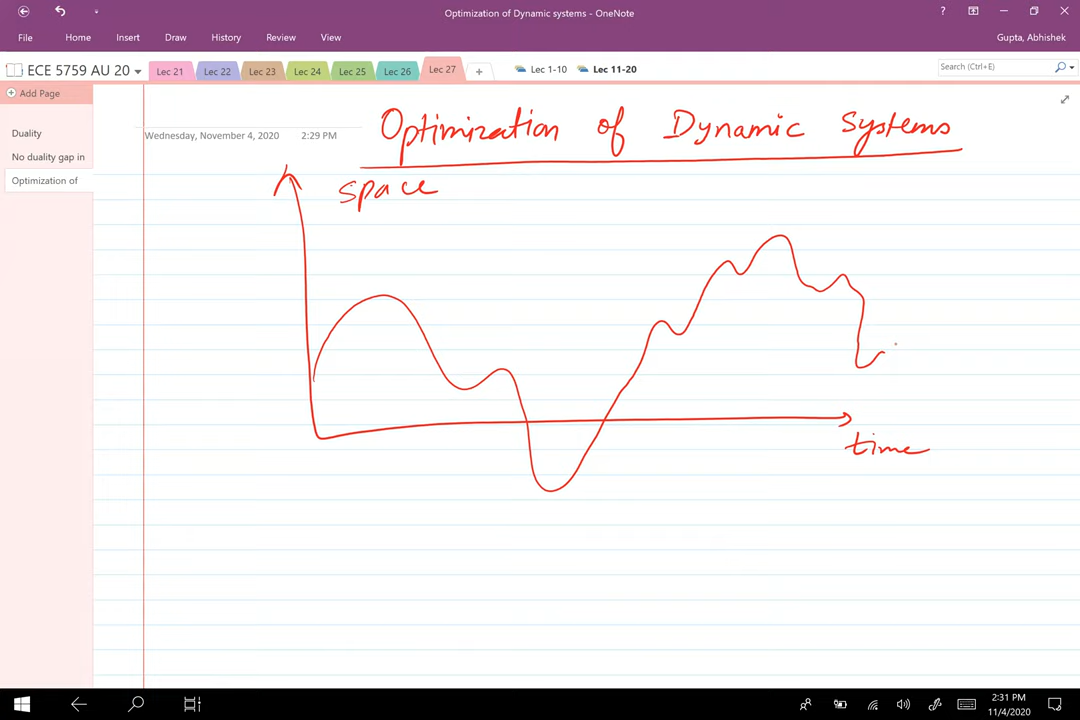 Optimization of Dynamic systems - OneNote
?
File Home Insert Draw History Review View
Gupta, Abhishek
ECE 5759 AU 20
Lec 21 Lec 22 Lec 23 Lec 24 Lec 25 Lec 26 Lec 27 + Lec 1-10 Lec 11-20
Search (Ctrl+E)
Add Page
Duality
No duality gap in
Optimization of
Wednesday, November 4, 2020 2:29 PM
Optimization of Dynamic Systems
space
time
2:31 PM
11/4/2020